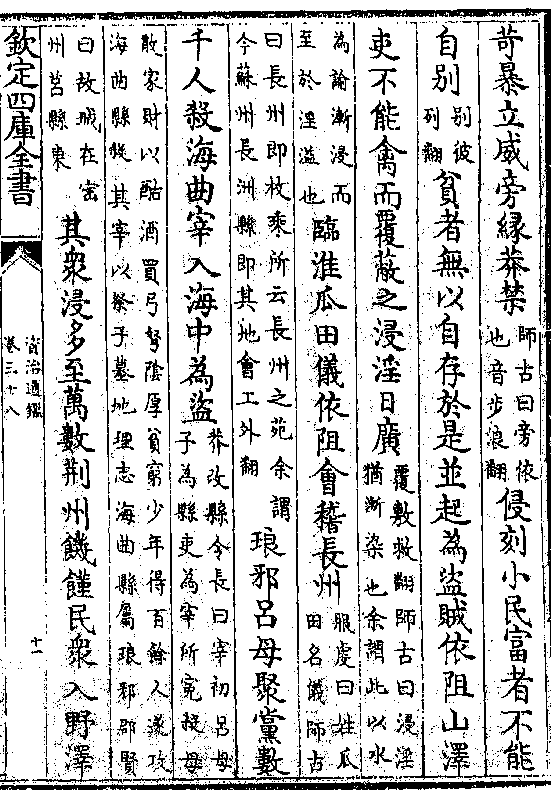 苛暴立威旁縁莽禁師古曰旁依也音步浪翻侵刻小民富者不能
自别别彼列翻貧者無以自存於是並起為盜賊依阻山澤
吏不能禽而覆蔽之浸淫日廣覆敷救翻師古曰浸淫猶漸染也余謂此以水
為諭漸浸而至於淫溢也臨淮瓜田儀依阻會稽長州服虔曰姓瓜田名儀師古
曰長州即枚乘所云長州之苑余謂今蘇州長洲縣即其地會工外翻琅邪呂母聚黨數
千人殺海曲宰入海中為盜莽改縣令長曰宰初呂母子為縣吏為宰所寃殺母
散家財以酤酒買弓弩陰厚貧窮少年得百餘人遂攻海曲縣殺其宰以祭子墓地理志海曲縣屬琅邪郡賢
曰故城在宻州莒縣東其衆浸多至萬數荆州饑饉民衆入野澤
欽定四庫全書
資治通鑑
卷三十八
十一